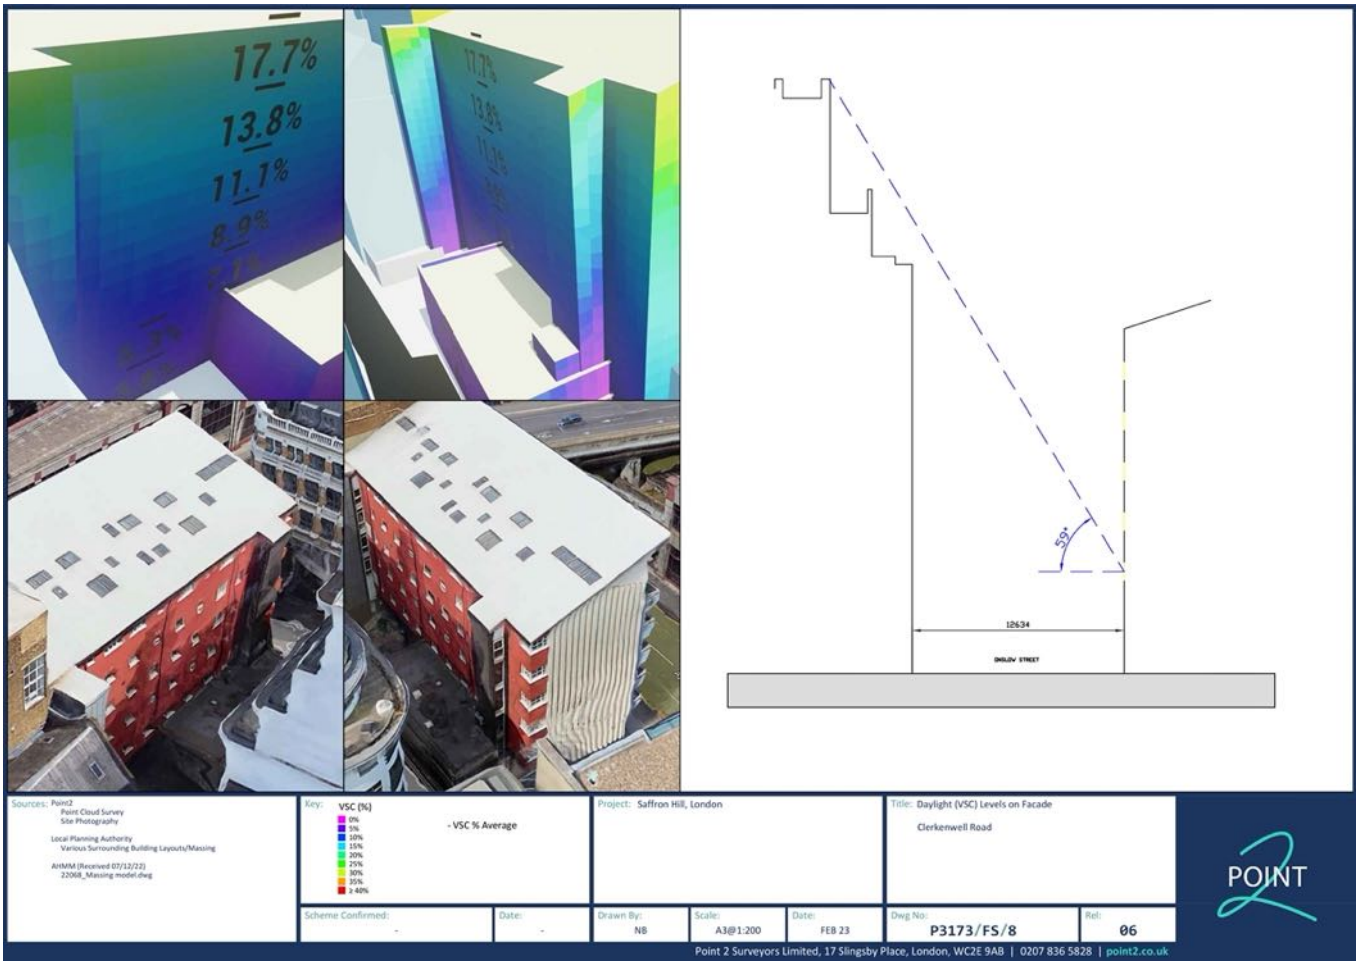 17.7%
13.8%
11.1%
8.9%
7.1%
17.7%
13.8%
11.1%
59°
12634
ONSLOW STREET
Sources: Point2
Point Cloud Survey
Site Photography
Local Planning Authority
Various Surrounding Building Layouts/Massing
AHMM (Received 07/12/22)
22068_Massing model.dwg
Key: VSC (%)
0%
5%
10%
15%
20%
25%
30%
35%
≥ 40%
- VSC % Average
Project: Saffron Hill, London
Title: Daylight (VSC) Levels on Facade
Clerkenwell Road
Scheme Confirmed:
-
Date:
-
Drawn By:
NB
Scale:
A3@1:200
Date:
FEB 23
Dwg No:
P3173/FS/8
Rel:
06
POINT
2
Point 2 Surveyors Limited, 17 Slingsby Place, London, WC2E 9AB | 0207 836 5828 | point2.co.uk